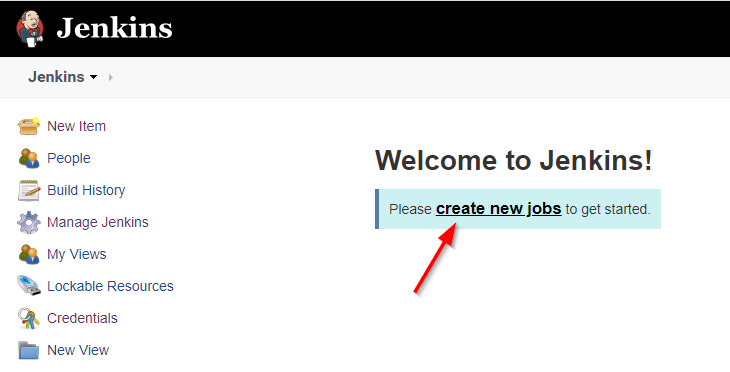 Jenkins
Jenkins
New Item
People
Build History
Manage Jenkins
My Views
Lockable Resources
Credentials
New View
Welcome to Jenkins!
Please create new jobs to get started.